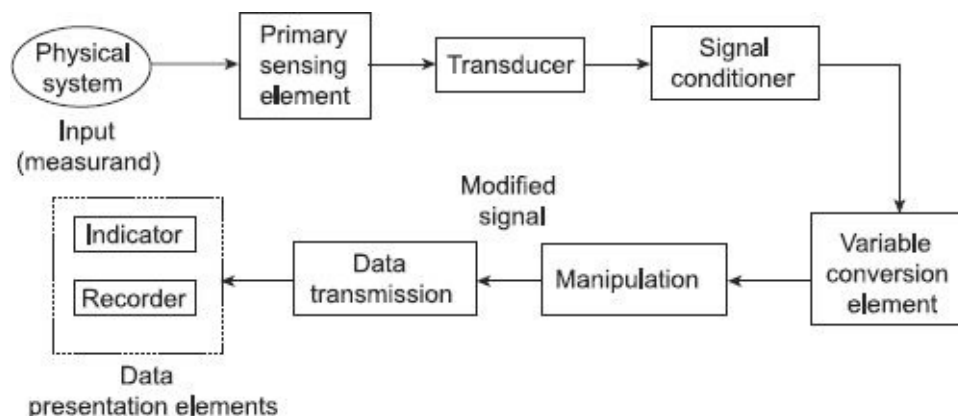 Physical
system
Input
(measurand)
Primary
sensing
element
Transducer
Signal
conditioner
Variable
conversion
element
Manipulation
Modified
signal
Data
transmission
Indicator
Recorder
Data
presentation elements